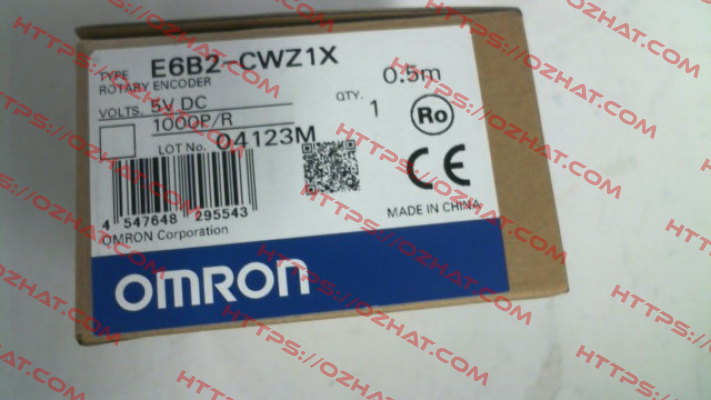 TYPE E6B2-CWZ1X 0.5m
ROTARY ENCODER
VOLTS. 5V DC QTY. 1
1000P/R
Ro
LOT No. 04123M
CE
4 547648 295543
MADE IN CHINA
OMRON Corporation
OMRON
HTTPS://OZHAT.COM